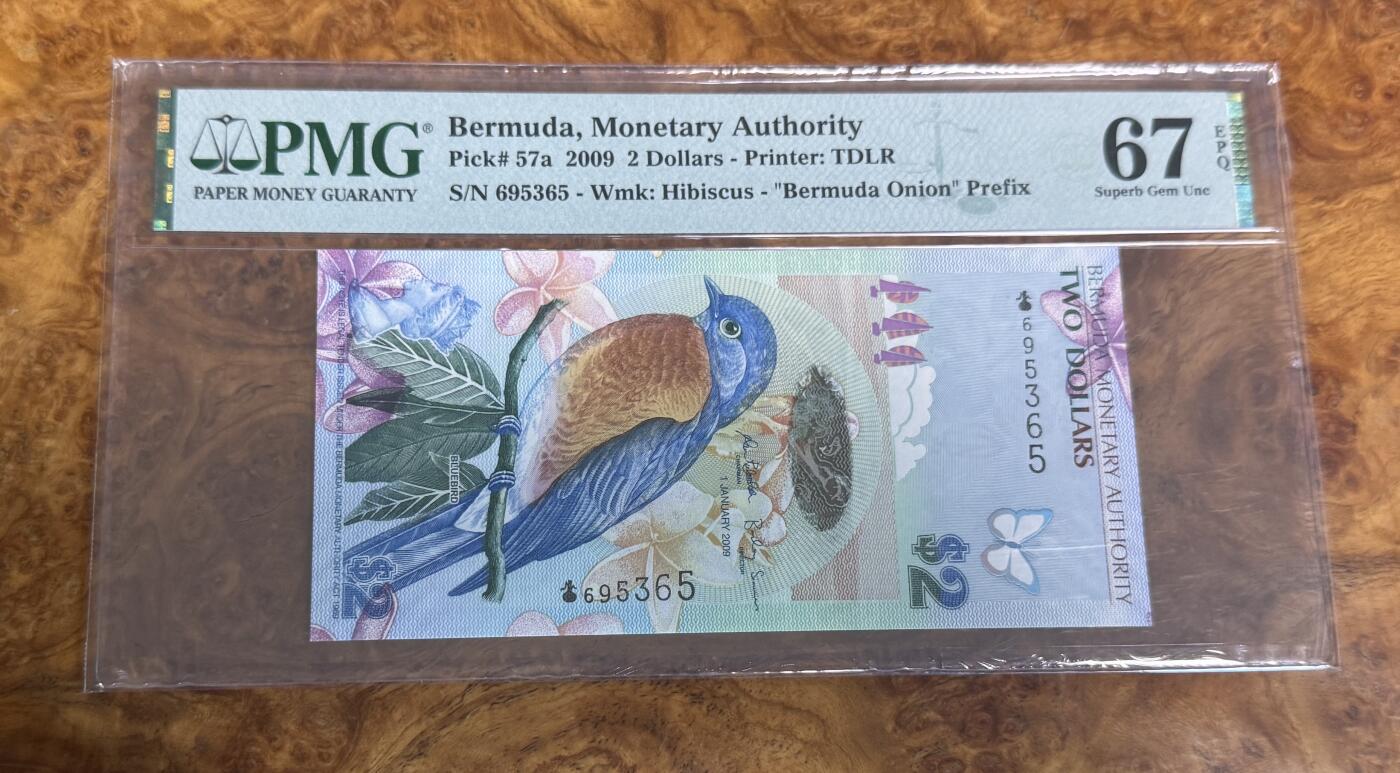 PMG®
PAPER MONEY GUARANTY
Bermuda, Monetary Authority
Pick# 57a 2009 2 Dollars - Printer: TDLR
S/N 695365 - Wmk: Hibiscus - "Bermuda Onion" Prefix
67
EPQ
Superb Gem Unc
BERMUDA MONETARY AUTHORITY
TWO DOLLARS
695365
$2
1 JANUARY 2009
CHAIRMAN
DIRECTOR
695365
BLUEBIRD
$2